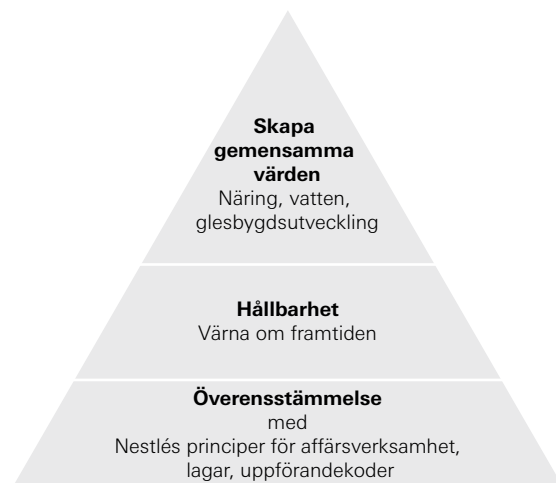 Skapa
gemensamma
värden
Näring, vatten,
glesbygdsutveckling
Hållbarhet
Värna om framtiden
Överensstämmelse
med
Nestlés principer för affärsverksamhet,
lagar, uppförandekoder